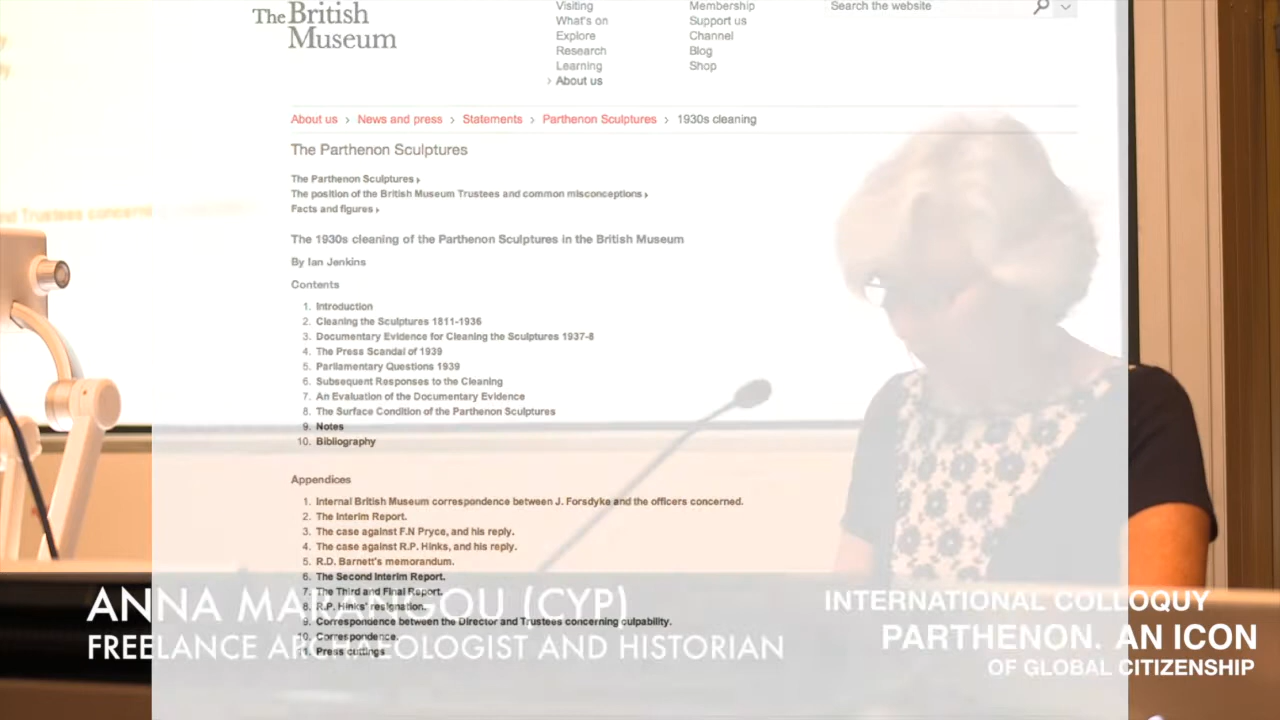 The British
Museum
Visiting
What's on
Explore
Research
Learning
› About us
Membership
Support us
Channel
Blog
Shop
Search the website
About us › News and press › Statements › Parthenon Sculptures › 1930s cleaning
The Parthenon Sculptures
The Parthenon Sculptures ›
The position of the British Museum Trustees and common misconceptions ›
Facts and figures ›
The 1930s cleaning of the Parthenon Sculptures in the British Museum
By Ian Jenkins
Contents
1. Introduction
2. Cleaning the Sculptures 1811-1936
3. Documentary Evidence for Cleaning the Sculptures 1937-8
4. The Press Scandal of 1939
5. Parliamentary Questions 1939
6. Subsequent Responses to the Cleaning
7. An Evaluation of the Documentary Evidence
8. The Surface Condition of the Parthenon Sculptures
9. Notes
10. Bibliography
Appendices
1. Internal British Museum correspondence between J. Forsdyke and the officers concerned.
2. The Interim Report.
3. The case against F.N Pryce, and his reply.
4. The case against R.P. Hinks, and his reply.
5. R.D. Barnett's memorandum.
6. The Second Interim Report.
7. The Third and Final Report.
8. R.P. Hinks' resignation.
9. Correspondence between the Director and Trustees concerning culpability.
10. Correspondence.
11. Press cuttings
nd Trustees concerni
ANNA MARANGOU (CYP)
FREELANCE ARCHAEOLOGIST AND HISTORIAN
INTERNATIONAL COLLOQUY
PARTHENON. AN ICON
OF GLOBAL CITIZENSHIP